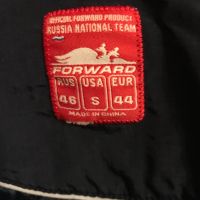 OFFICIAL FORWARD PRODUCT
RUSSIA NATIONAL TEAM
FORWARD
RUS USA EUR
46 S 44
MADE IN CHINA